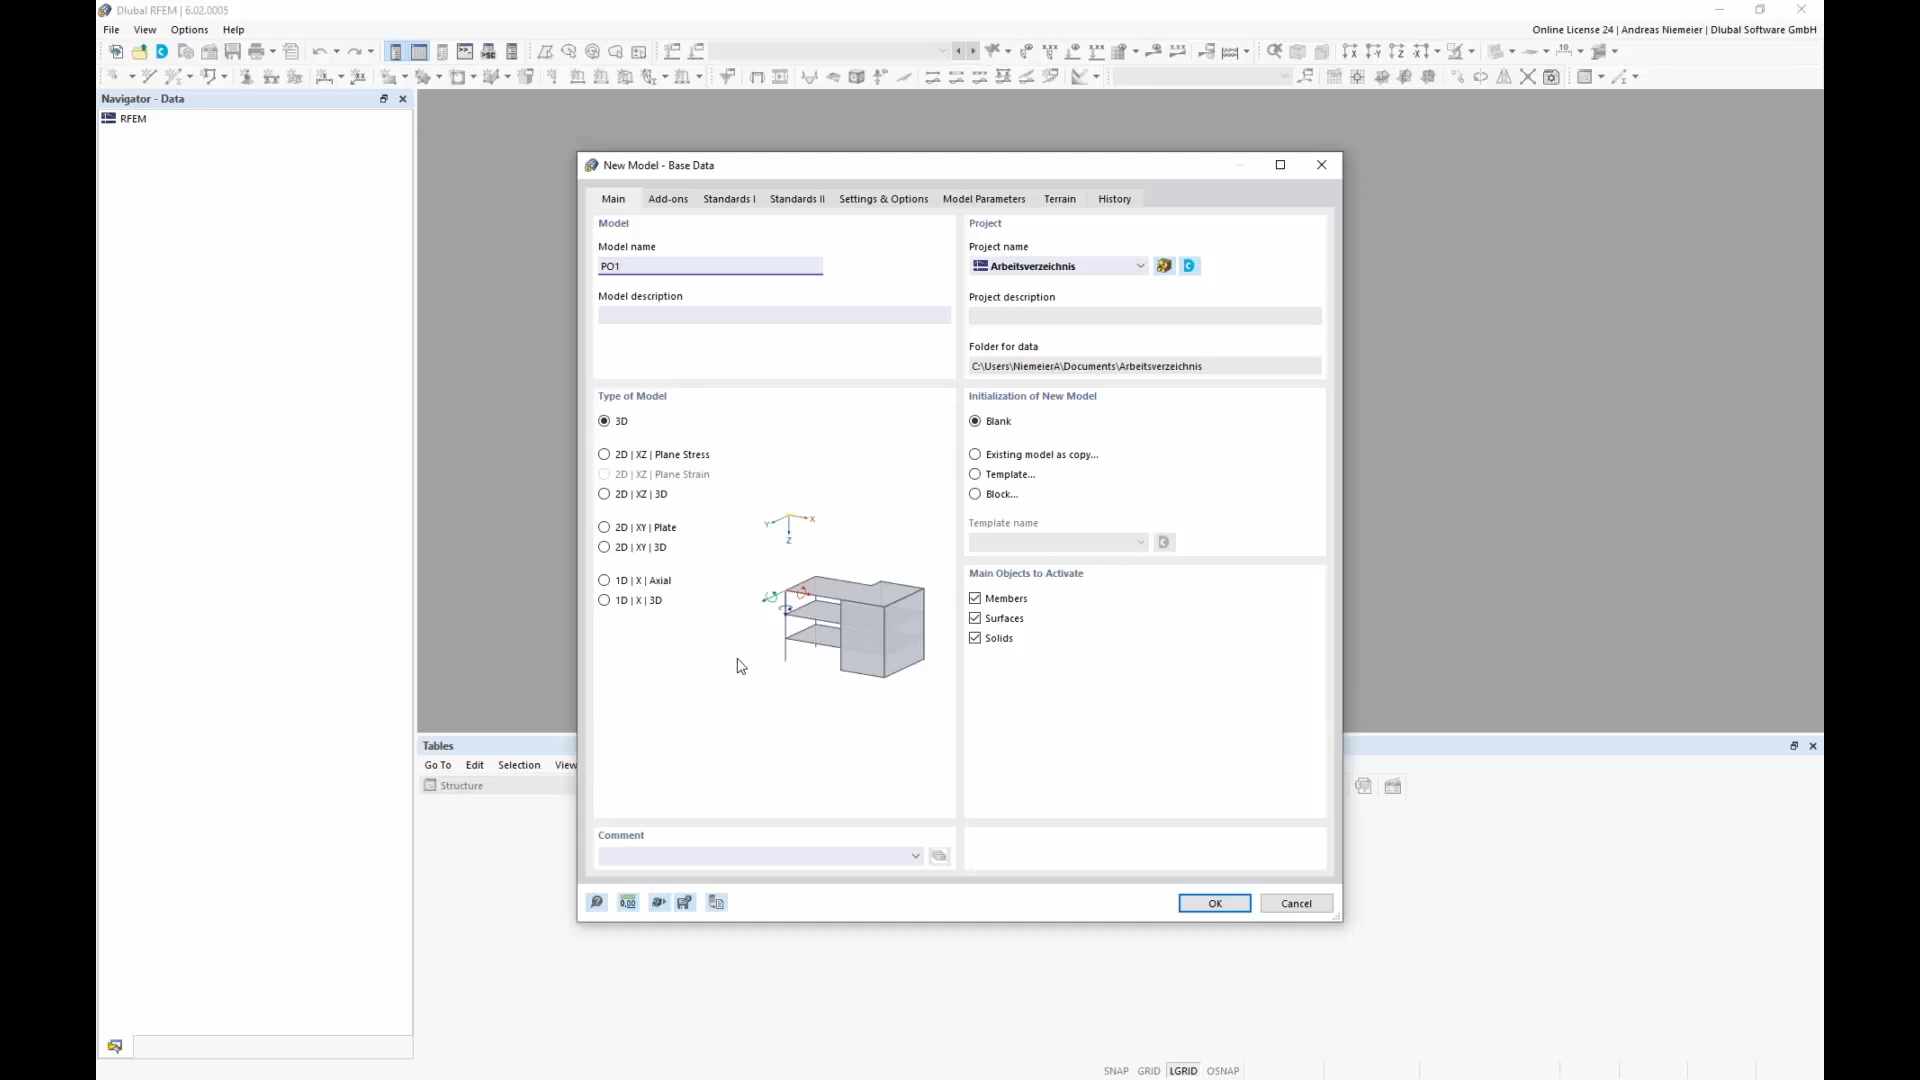 Dlubal RFEM | 6.02.0005
File View Options Help
Online License 24 | Andreas Niemeier | Dlubal Software GmbH
Navigator - Data
RFEM
New Model - Base Data
Main Add-ons Standards I Standards II Settings & Options Model Parameters Terrain History
Model
Model name
PO1
Model description
Project
Project name
Arbeitsverzeichnis
Project description
Folder for data
C:\Users\NiemeierA\Documents\Arbeitsverzeichnis
Type of Model
3D
2D | XZ | Plane Stress
2D | XZ | Plane Strain
2D | XZ | 3D
2D | XY | Plate
2D | XY | 3D
1D | X | Axial
1D | X | 3D
Y X
Z
Initialization of New Model
Blank
Existing model as copy...
Template...
Block...
Template name
Main Objects to Activate
Members
Surfaces
Solids
Comment
OK Cancel
Tables
Go To Edit Selection View
Structure
SNAP GRID LGRID OSNAP